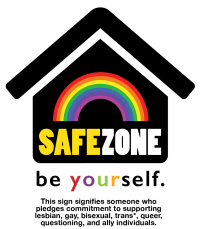 SAFEZONE
be yourself.
This sign signifies someone who
pledges commitment to supporting
lesbian, gay, bisexual, trans*, queer,
questioning, and ally individuals.